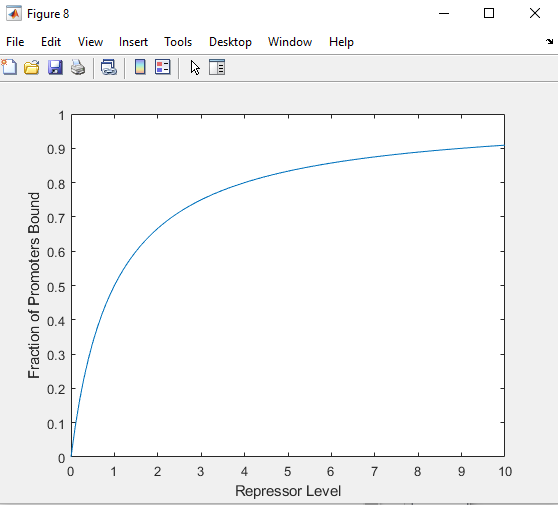 Figure 8
File Edit View Insert Tools Desktop Window Help
1
0.9
0.8
0.7
0.6
0.5
0.4
0.3
0.2
0.1
0
Fraction of Promoters Bound
0 1 2 3 4 5 6 7 8 9 10
Repressor Level